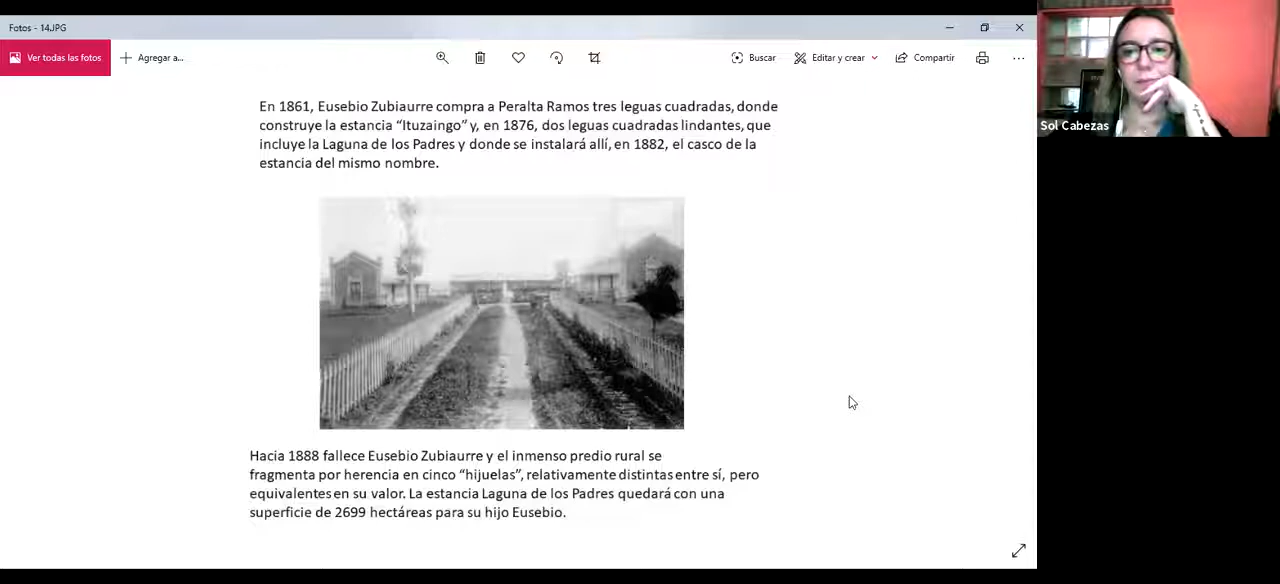 Fotos - 14.JPG
Ver todas las fotos
Agregar a...
Buscar
Editar y crear
Compartir
En 1861, Eusebio Zubiaurre compra a Peralta Ramos tres leguas cuadradas, donde
construye la estancia “Ituzaingo” y, en 1876, dos leguas cuadradas lindantes, que
incluye la Laguna de los Padres y donde se instalará allí, en 1882, el casco de la
estancia del mismo nombre.
Hacia 1888 fallece Eusebio Zubiaurre y el inmenso predio rural se
fragmenta por herencia en cinco “hijuelas”, relativamente distintas entre sí, pero
equivalentes en su valor. La estancia Laguna de los Padres quedará con una
superficie de 2699 hectáreas para su hijo Eusebio.
Sol Cabezas